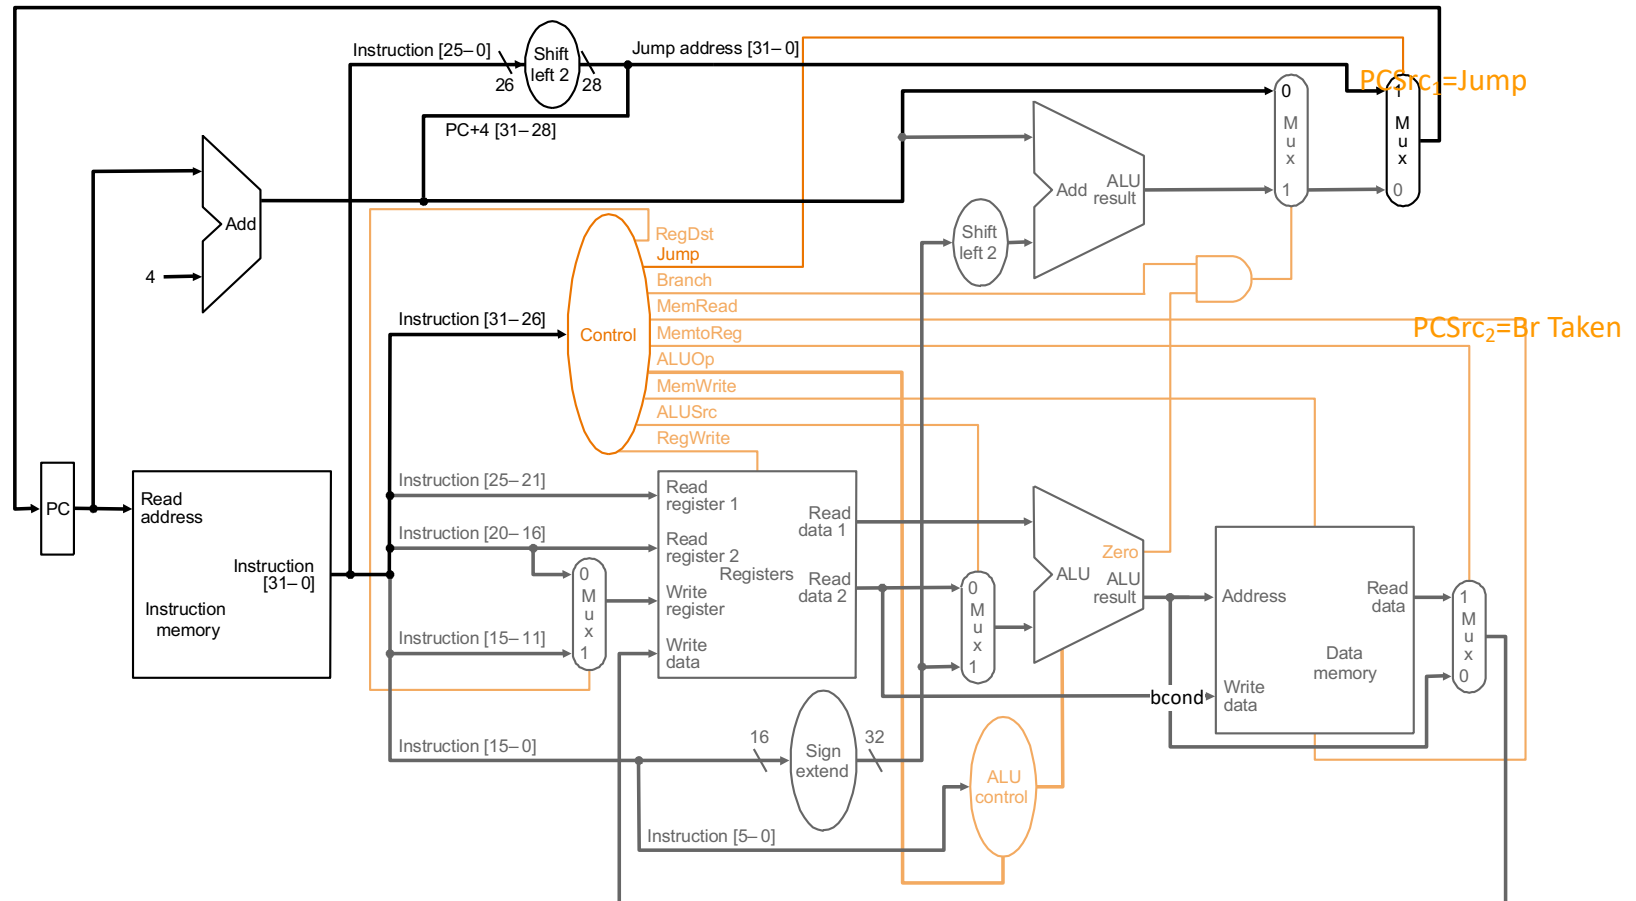 Instruction [25–0]
Shift
left 2
Jump address [31–0]
26
28
PC+4 [31–28]
PCSrc1=Jump
0
M
u
x
1
1
M
u
x
0
Add
4
Add
ALU
result
Shift
left 2
RegDst
Jump
Branch
MemRead
MemtoReg
ALUOp
MemWrite
ALUSrc
RegWrite
Control
Instruction [31–26]
PCSrc2=Br Taken
PC
Read
address
Instruction
[31–0]
Instruction
memory
Instruction [25–21]
Instruction [20–16]
Instruction [15–11]
Instruction [15–0]
Instruction [5–0]
0
M
u
x
1
Read
register 1
Read
register 2
Write
register
Write
data
Registers
Read
data 1
Read
data 2
0
M
u
x
1
Zero
ALU
ALU
result
bcond
Address
Write
data
Read
data
Data
memory
1
M
u
x
0
16
Sign
extend
32
ALU
control